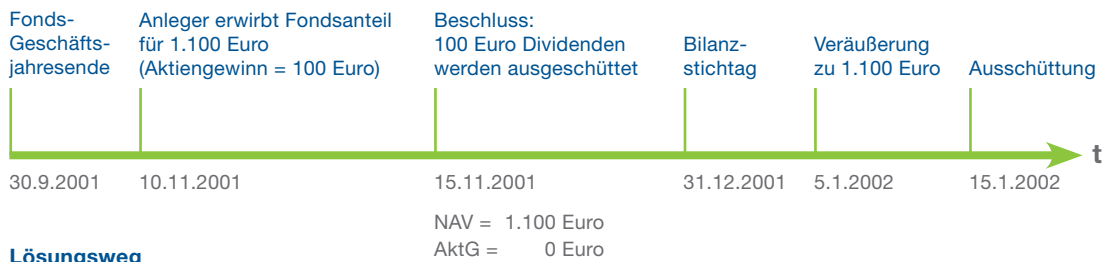 Fonds-
Geschäfts-
jahresende
Anleger erwirbt Fondsanteil
für 1.100 Euro
(Aktiengewinn = 100 Euro)
Beschluss:
100 Euro Dividenden
werden ausgeschüttet
Bilanz-
stichtag
Veräußerung
zu 1.100 Euro
Ausschüttung
t
30.9.2001
10.11.2001
15.11.2001
31.12.2001
5.1.2002
15.1.2002
NAV = 1.100 Euro
AktG = 0 Euro
Lösungsweg